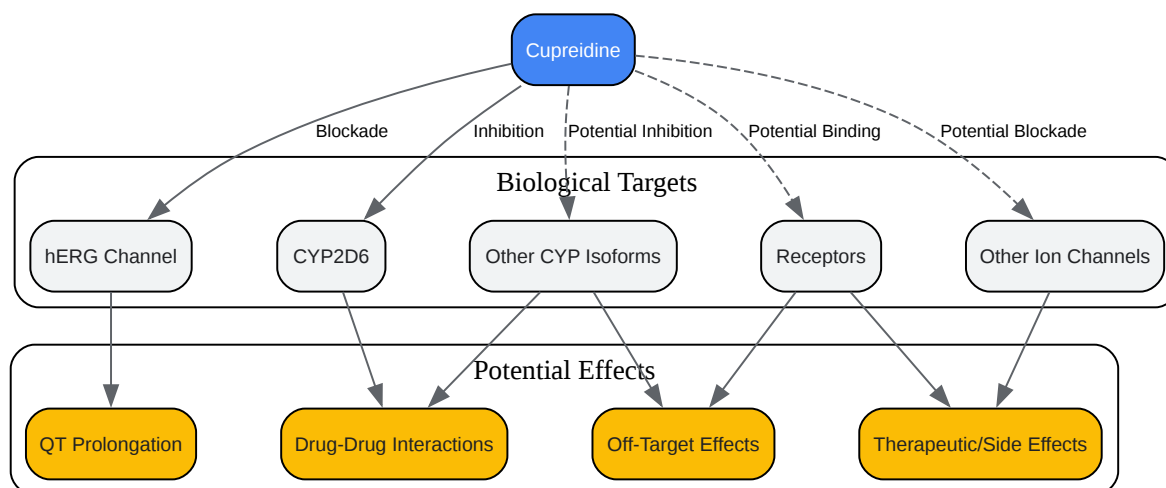 Cupreidine
Blockade
Inhibition
Potential Inhibition
Potential Binding
Potential Blockade
Biological Targets
hERG Channel
CYP2D6
Other CYP Isoforms
Receptors
Other Ion Channels
Potential Effects
QT Prolongation
Drug-Drug Interactions
Off-Target Effects
Therapeutic/Side Effects